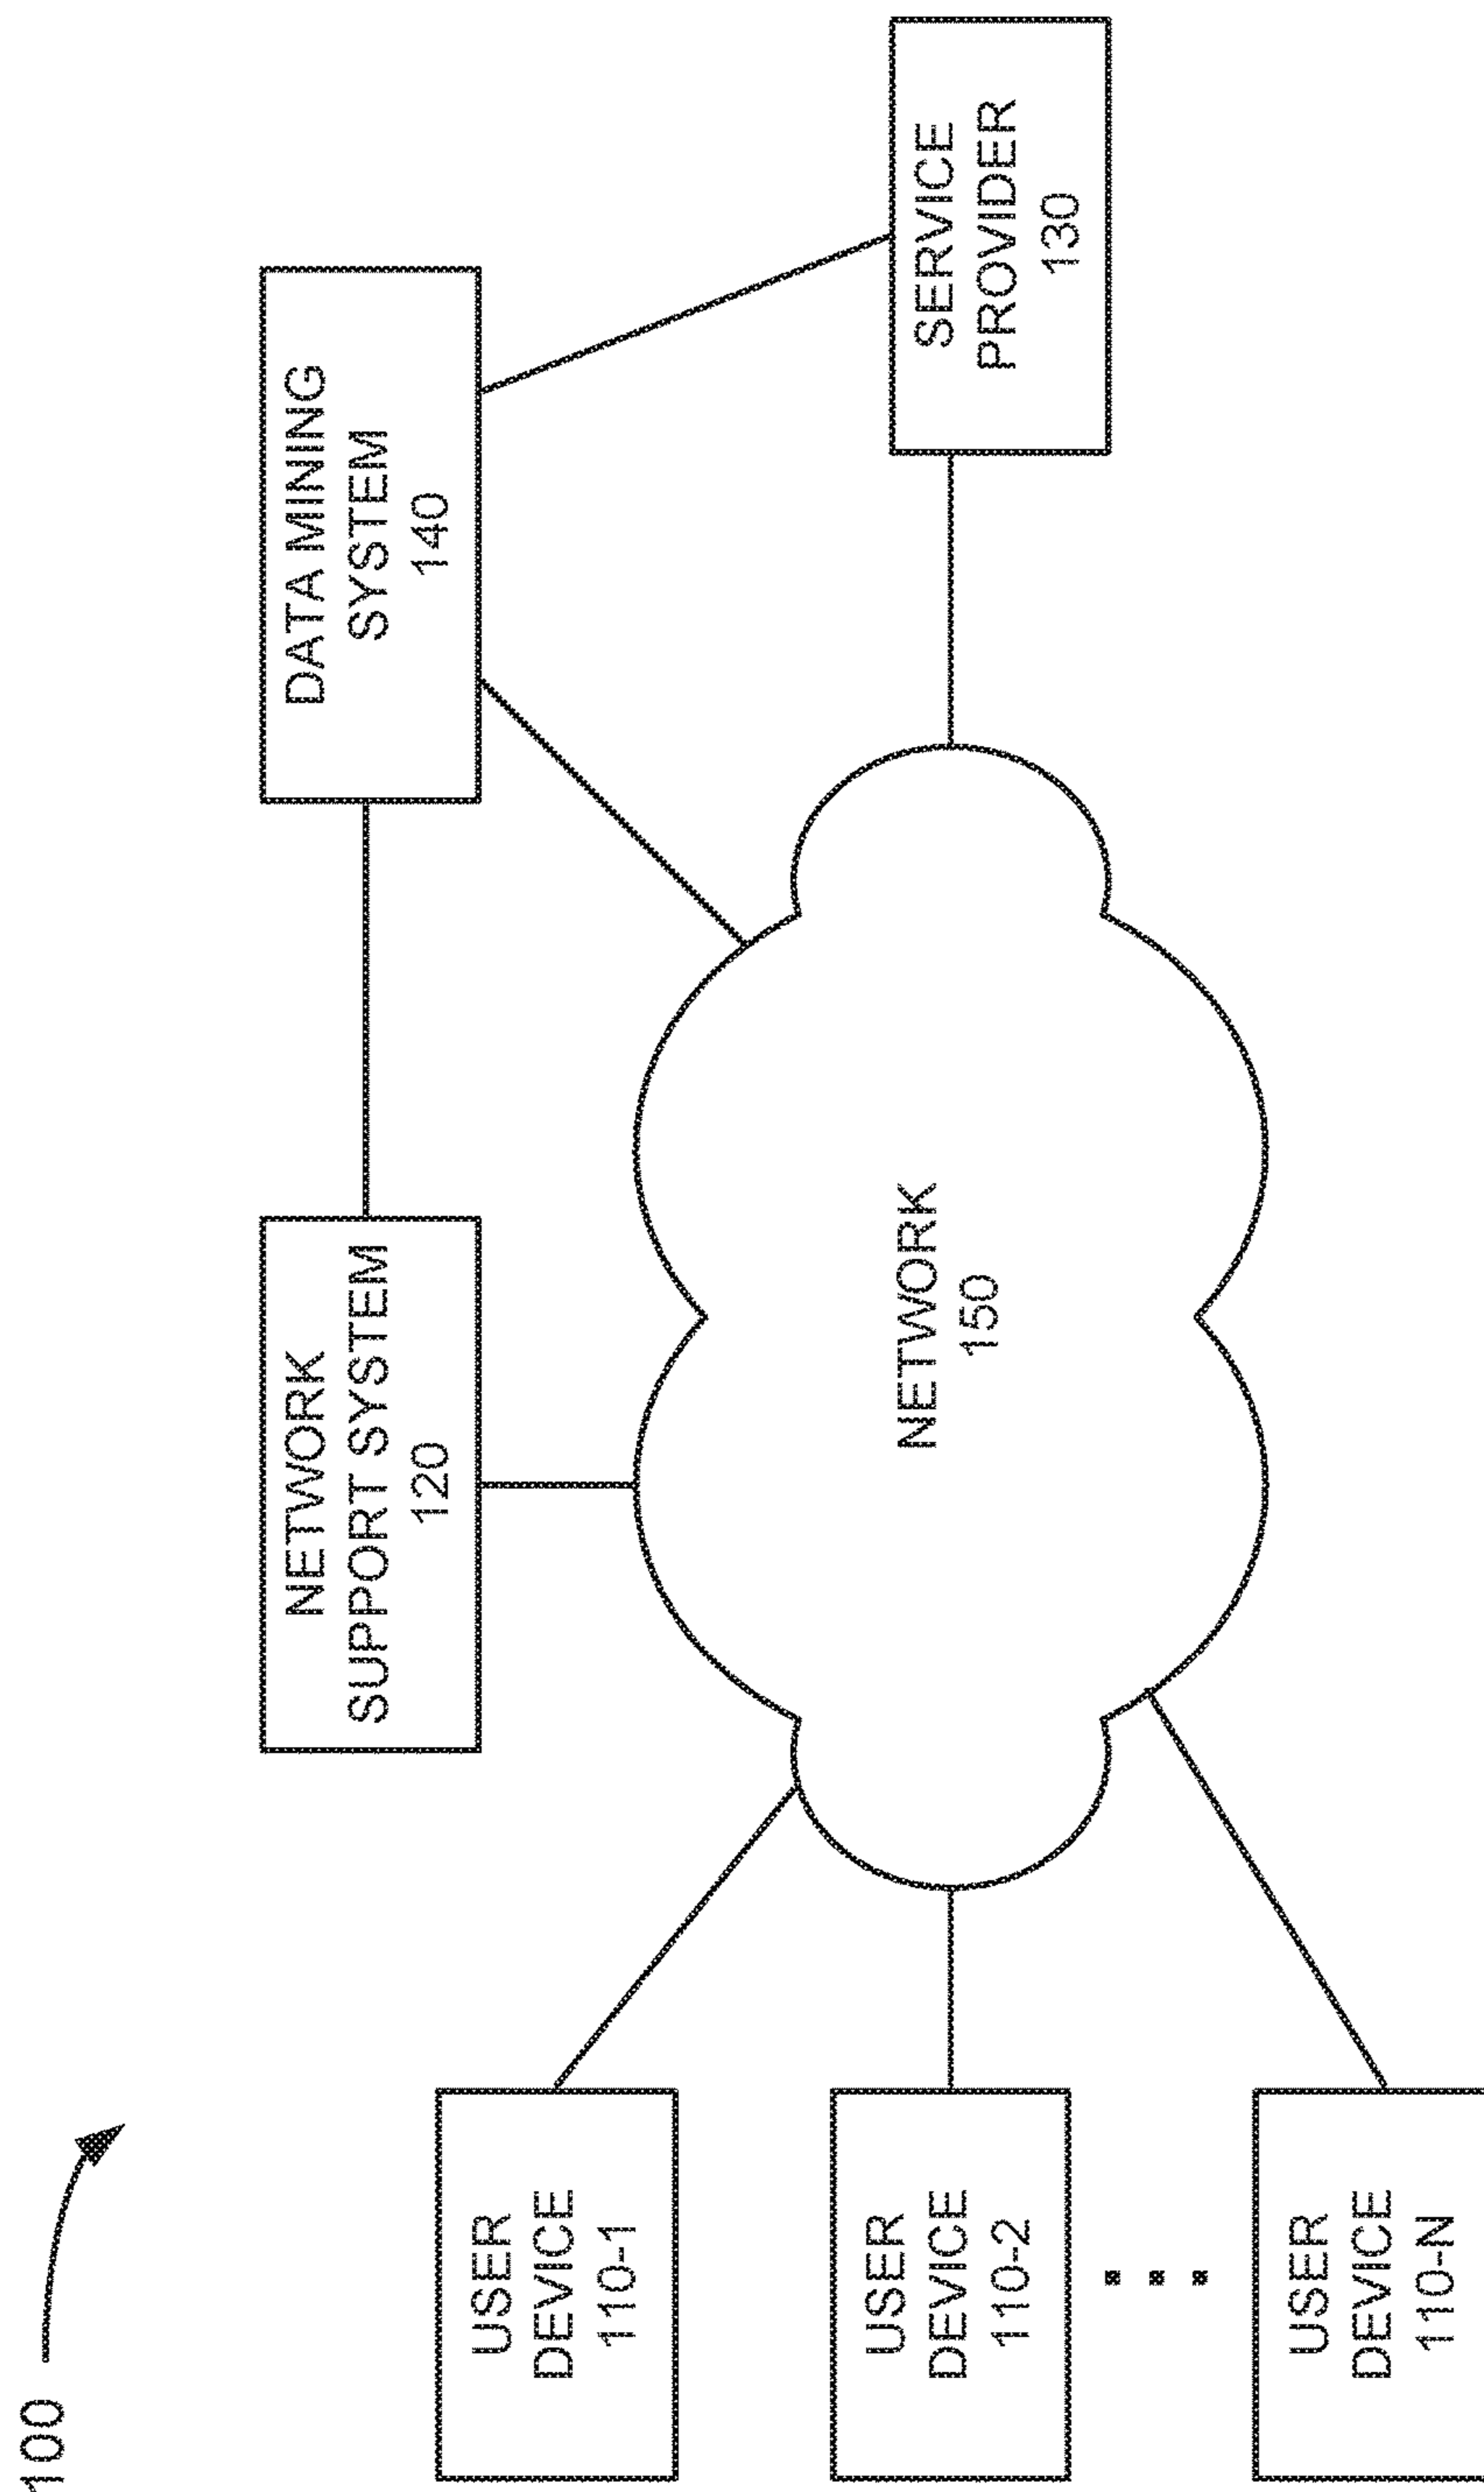 100
NETWORK
SUPPORT SYSTEM
120
DATA MINING
SYSTEM
140
USER
DEVICE
110-1
USER
DEVICE
110-2
NETWORK
150
SERVICE
PROVIDER
130
USER
DEVICE
110-N